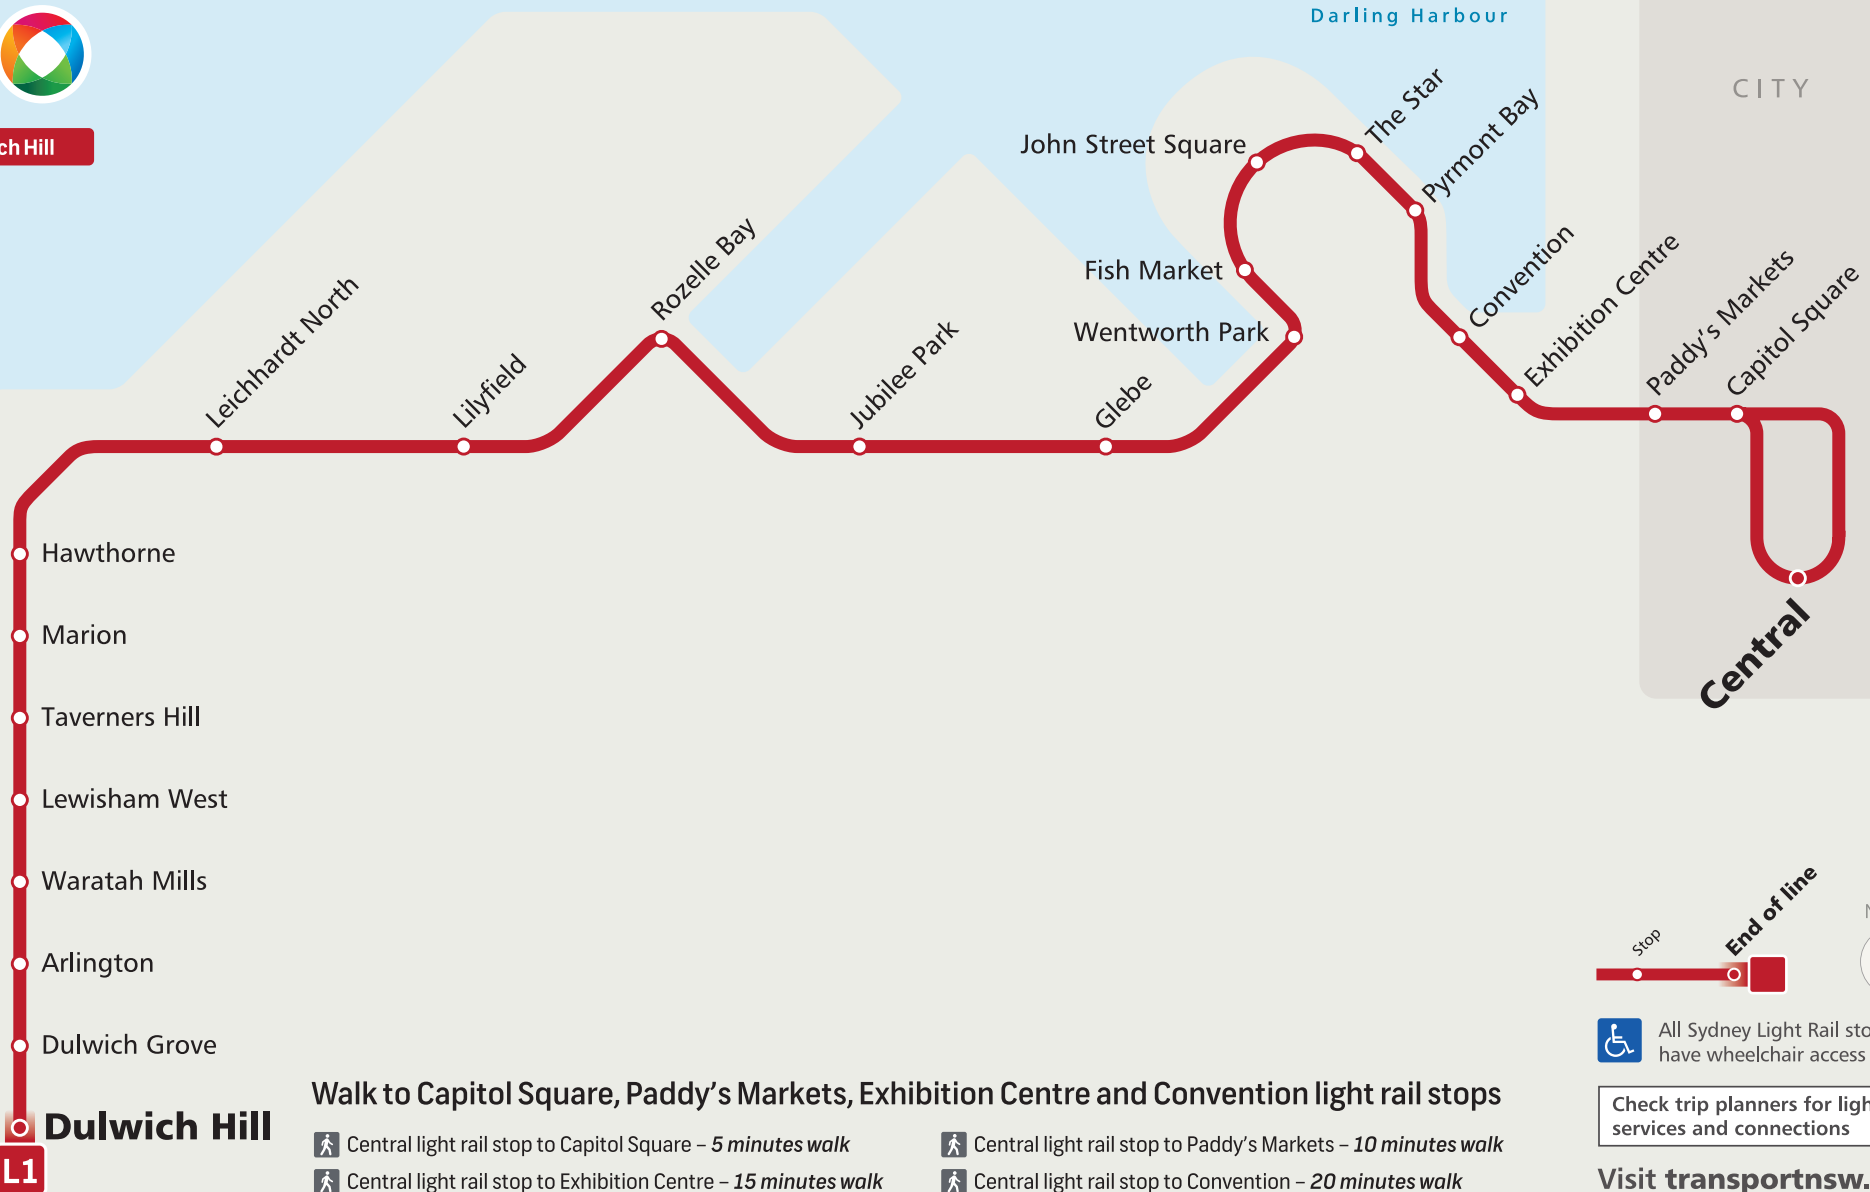 Darling Harbour
CITY
ch Hill
John Street Square
The Star
Pyrmont Bay
Fish Market
Wentworth Park
Convention
Exhibition Centre
Paddy's Markets
Capitol Square
Rozelle Bay
Leichhardt North
Lilyfield
Jubilee Park
Glebe
Central
Hawthorne
Marion
Taverners Hill
Lewisham West
Waratah Mills
Arlington
Dulwich Grove
Dulwich Hill
L1
Walk to Capitol Square, Paddy's Markets, Exhibition Centre and Convention light rail stops
Central light rail stop to Capitol Square – 5 minutes walk
Central light rail stop to Paddy's Markets – 10 minutes walk
Central light rail stop to Exhibition Centre – 15 minutes walk
Central light rail stop to Convention – 20 minutes walk
Stop
End of line
All Sydney Light Rail sto
have wheelchair access
Check trip planners for ligh
services and connections
Visit transportnsw.